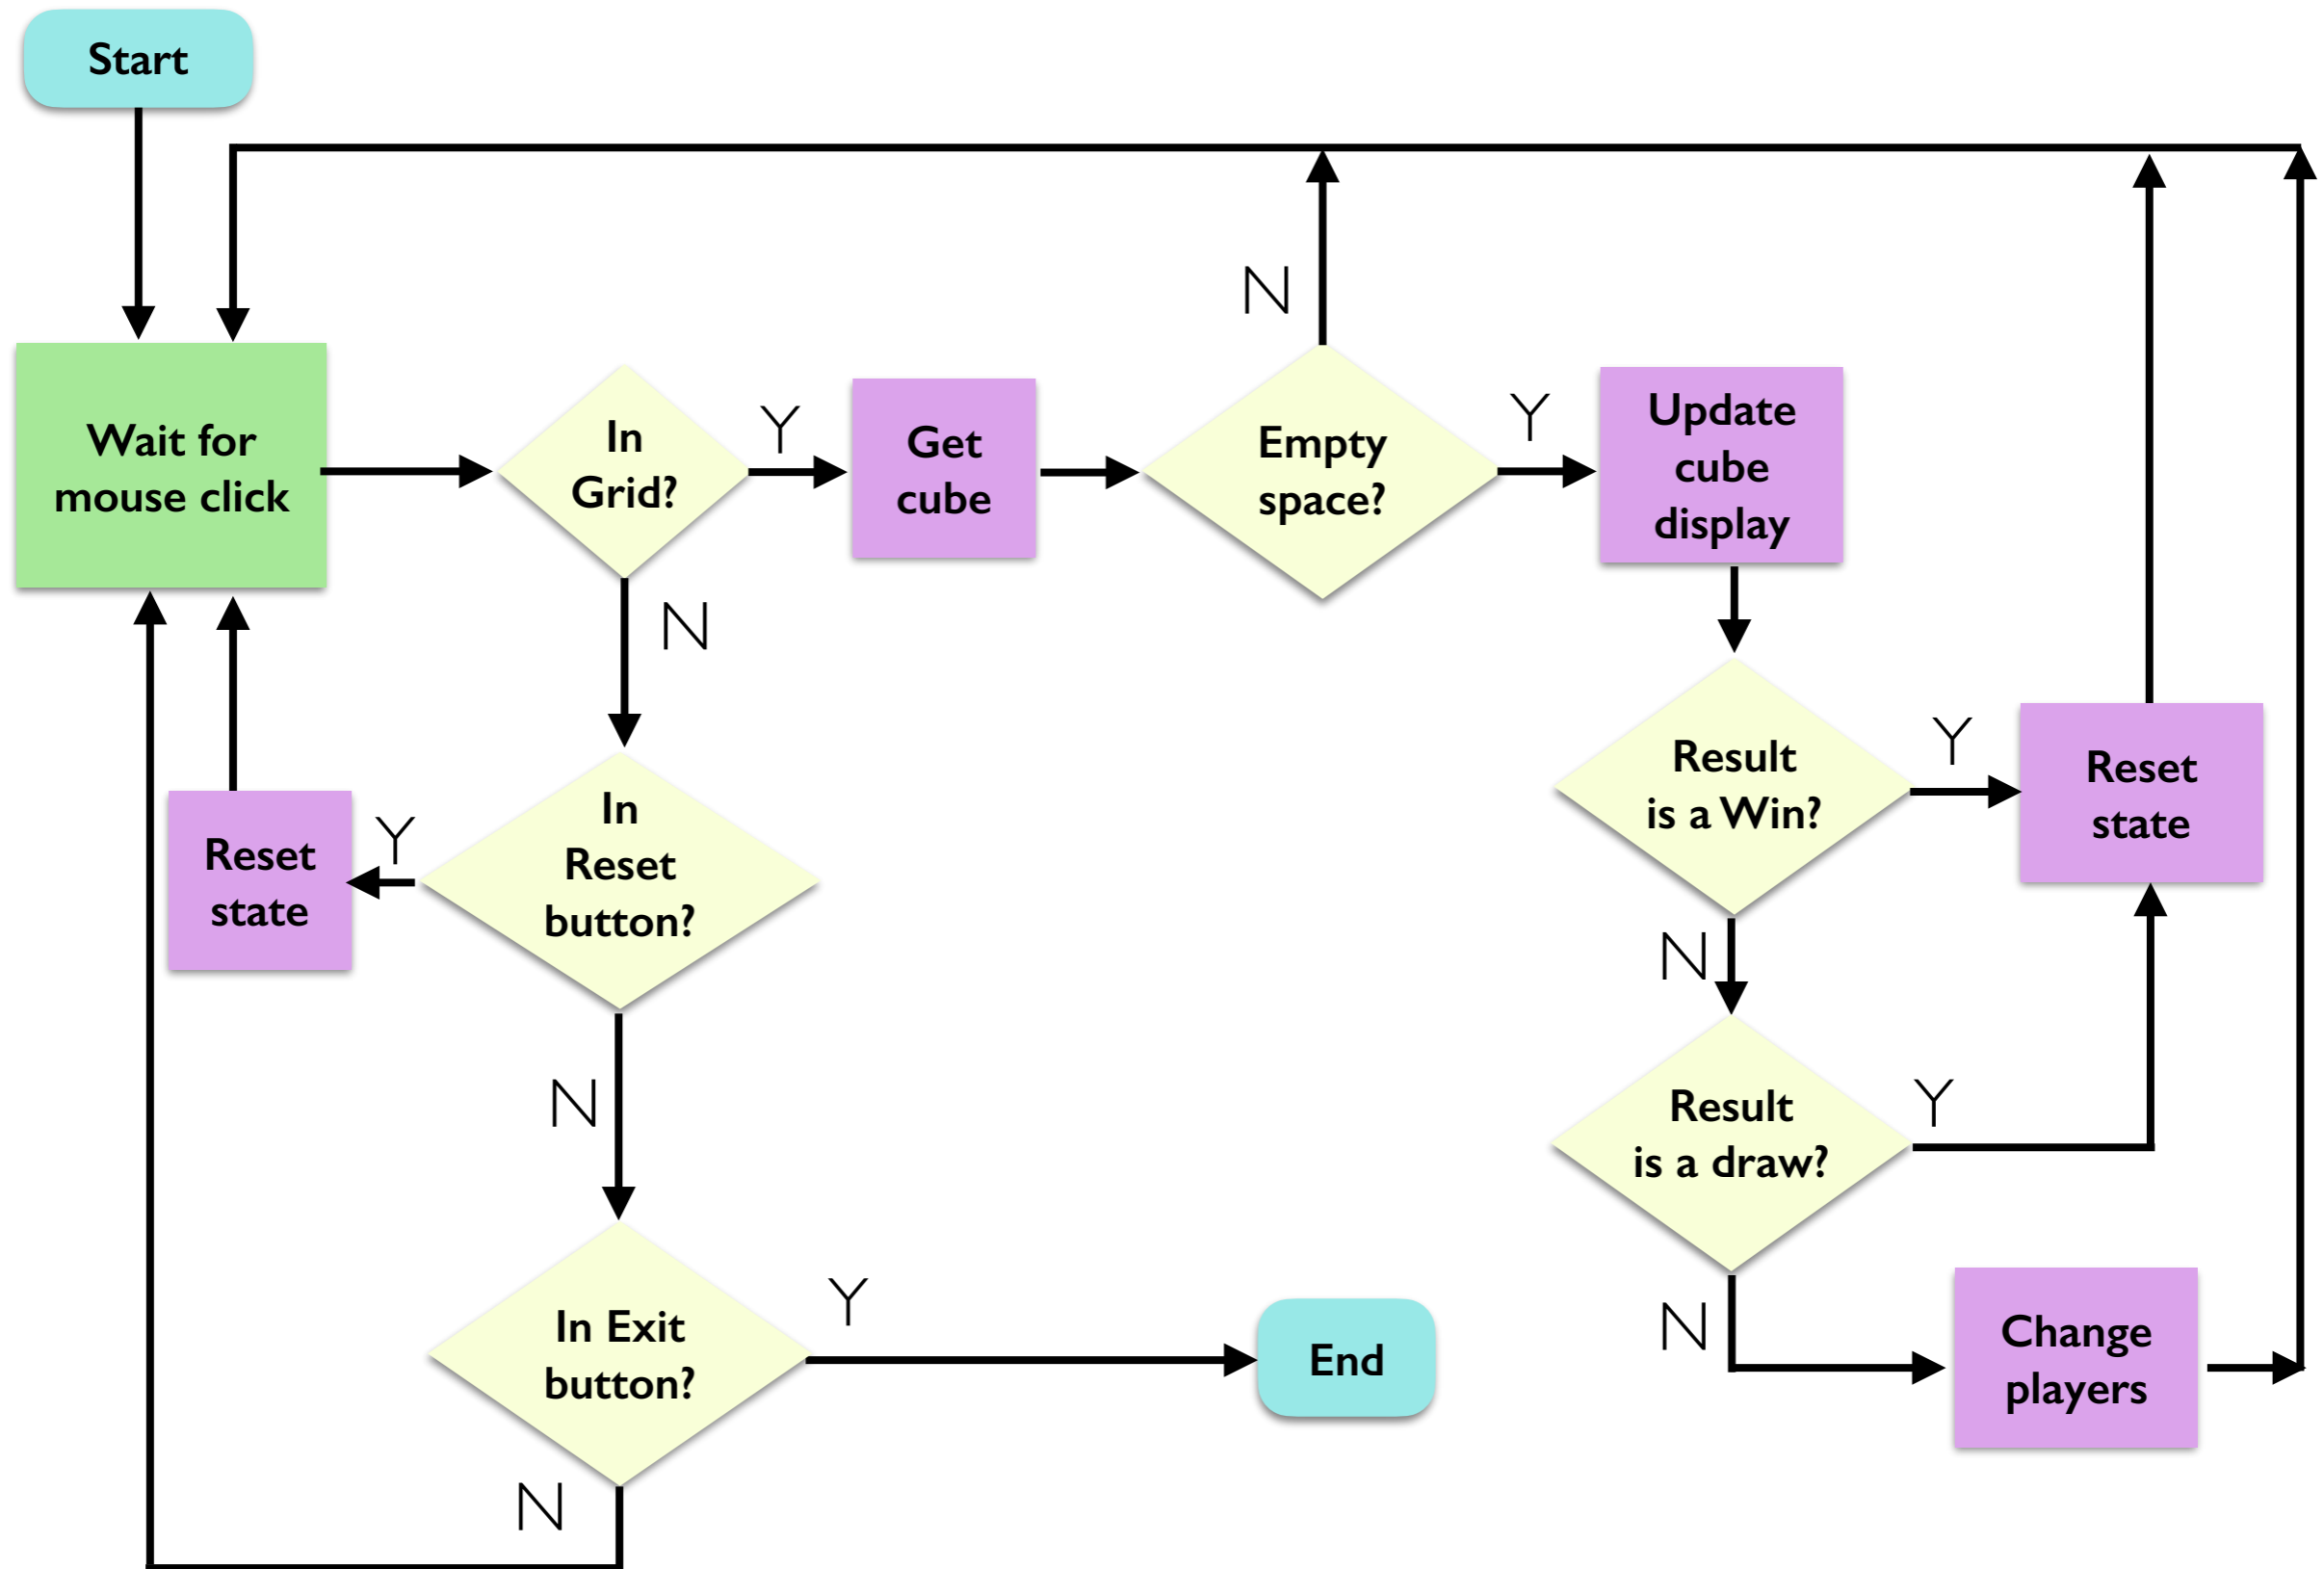 Start
Wait for
mouse click
In
Grid?
Y
N
Get
cube
Empty
space?
N
Y
Update
cube
display
Result
is a Win?
Y
N
Reset
state
Result
is a draw?
Y
N
Change
players
In
Reset
button?
Y
N
Reset
state
In Exit
button?
Y
N
End